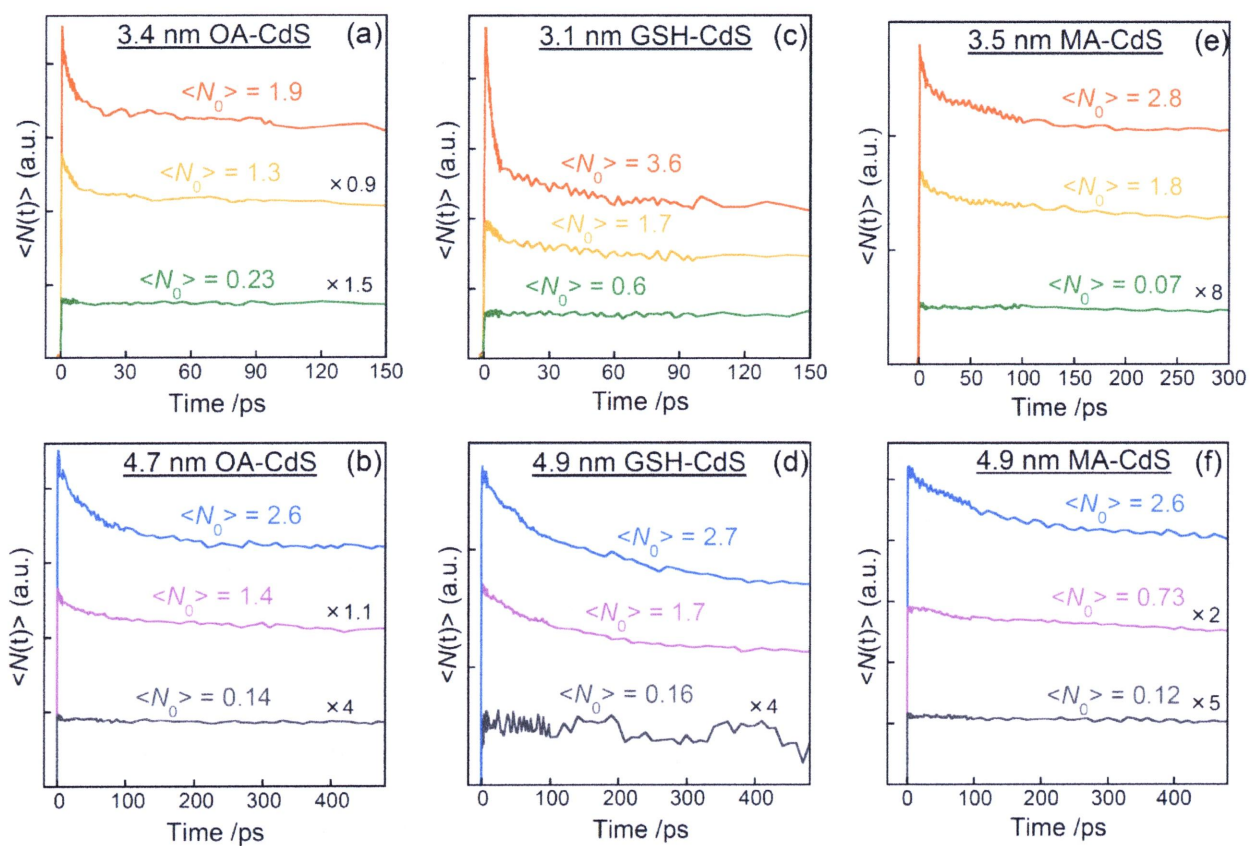 3.4 nm OA-CdS (a)
<N0> = 1.9
<N0> = 1.3 ×0.9
<N0> = 0.23 ×1.5
<N(t)> (a.u.)
0 30 60 90 120 150
Time /ps
3.1 nm GSH-CdS (c)
<N0> = 3.6
<N0> = 1.7
<N0> = 0.6
<N(t)> (a.u.)
0 30 60 90 120 150
Time /ps
3.5 nm MA-CdS (e)
<N0> = 2.8
<N0> = 1.8
<N0> = 0.07 ×8
<N(t)> (a.u.)
0 50 100 150 200 250 300
Time /ps
4.7 nm OA-CdS (b)
<N0> = 2.6
<N0> = 1.4 ×1.1
<N0> = 0.14 ×4
<N(t)> (a.u.)
0 100 200 300 400
Time /ps
4.9 nm GSH-CdS (d)
<N0> = 2.7
<N0> = 1.7
<N0> = 0.16 ×4
<N(t)> (a.u.)
0 100 200 300 400
Time /ps
4.9 nm MA-CdS (f)
<N0> = 2.6
<N0> = 0.73 ×2
<N0> = 0.12 ×5
<N(t)> (a.u.)
0 100 200 300 400
Time /ps